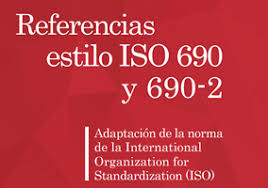 Referencias
estilo ISO 690
y 690-2
Adaptación de la norma
de la International
Organization for
Standardization (ISO)